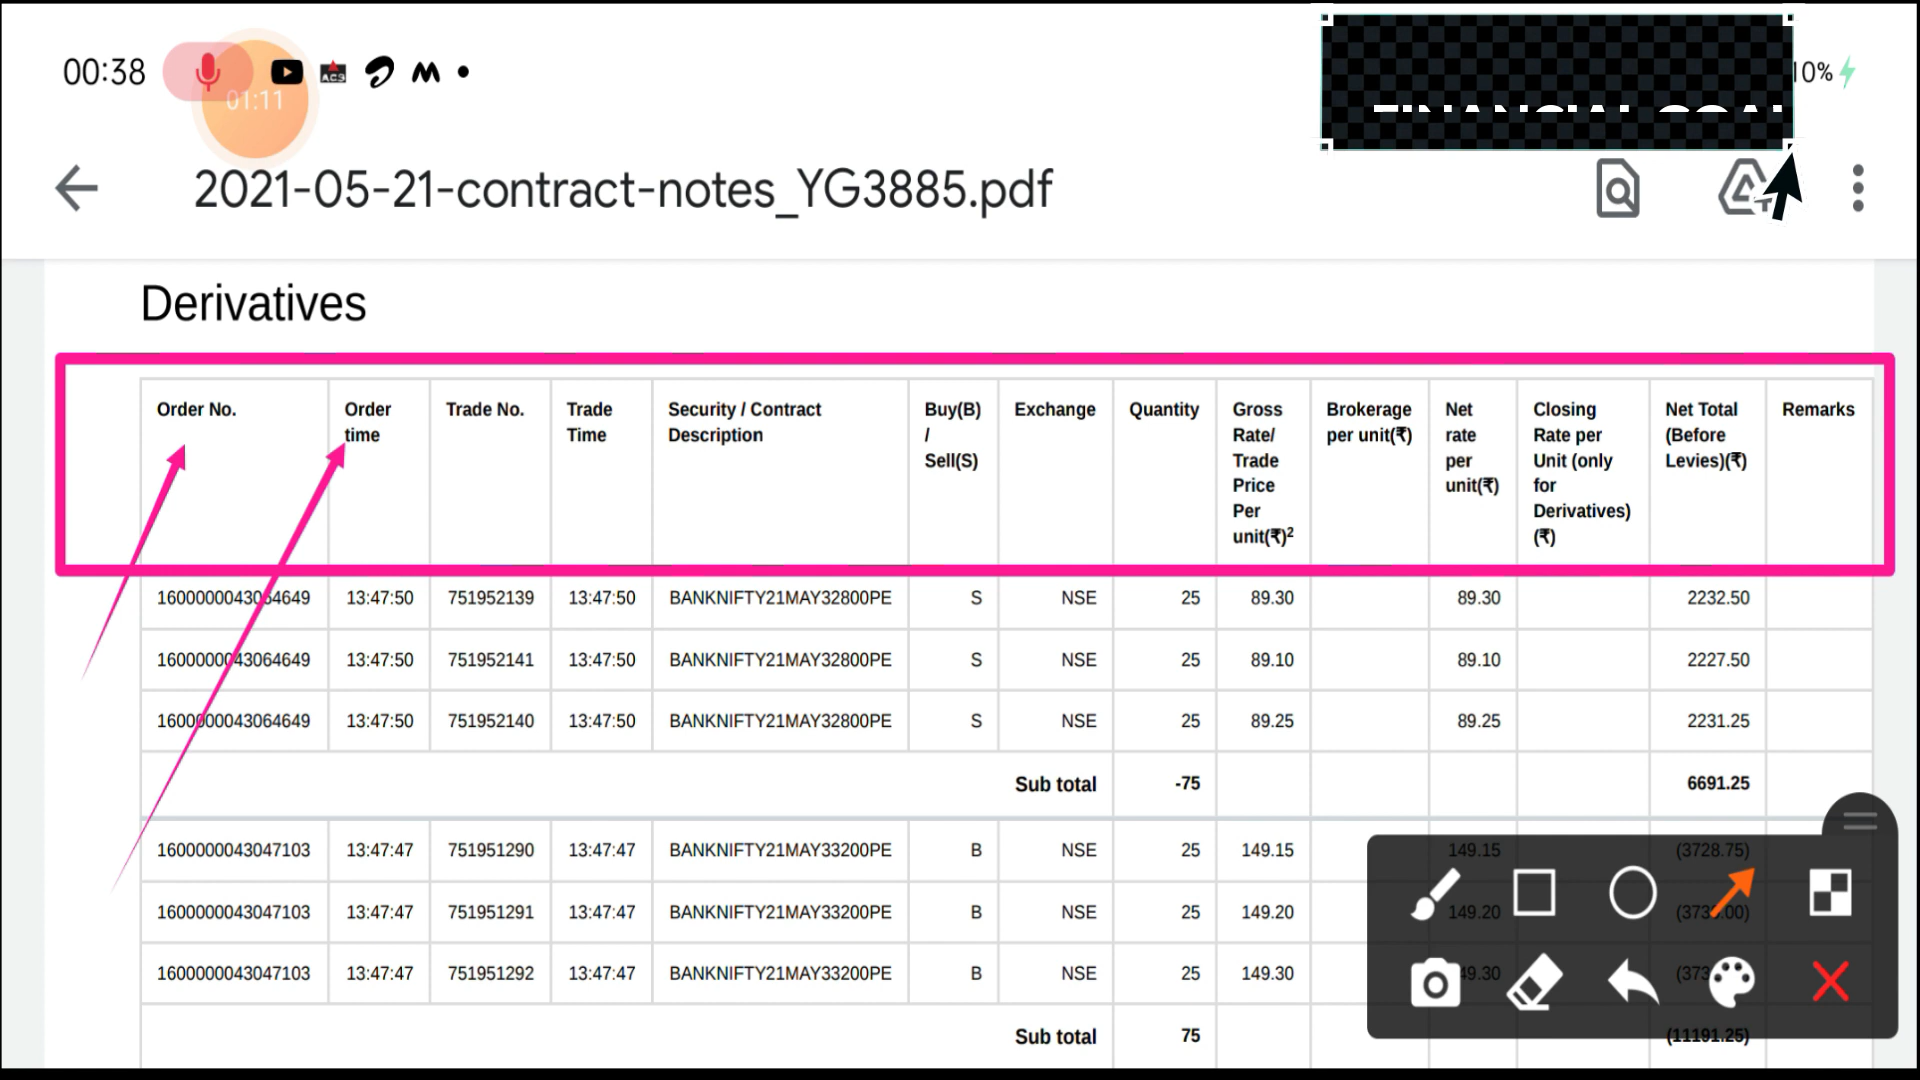 00:38
01:11
10%
2021-05-21-contract-notes_YG3885.pdf
Derivatives
Order No. Order time Trade No. Trade Time Security / Contract Description Buy(B) / Sell(S) Exchange Quantity Gross Rate/ Trade Price Per unit(₹)² Brokerage per unit(₹) Net rate per unit(₹) Closing Rate per Unit (only for Derivatives) (₹) Net Total (Before Levies)(₹) Remarks
1600000043064649 13:47:50 751952139 13:47:50 BANKNIFTY21MAY32800PE S NSE 25 89.30 89.30 2232.50
1600000043064649 13:47:50 751952141 13:47:50 BANKNIFTY21MAY32800PE S NSE 25 89.10 89.10 2227.50
1600000043064649 13:47:50 751952140 13:47:50 BANKNIFTY21MAY32800PE S NSE 25 89.25 89.25 2231.25
Sub total -75 6691.25
1600000043047103 13:47:47 751951290 13:47:47 BANKNIFTY21MAY33200PE B NSE 25 149.15 149.15 (3728.75)
1600000043047103 13:47:47 751951291 13:47:47 BANKNIFTY21MAY33200PE B NSE 25 149.20 149.20
1600000043047103 13:47:47 751951292 13:47:47 BANKNIFTY21MAY33200PE B NSE 25 149.30
Sub total 75 (11191.25)